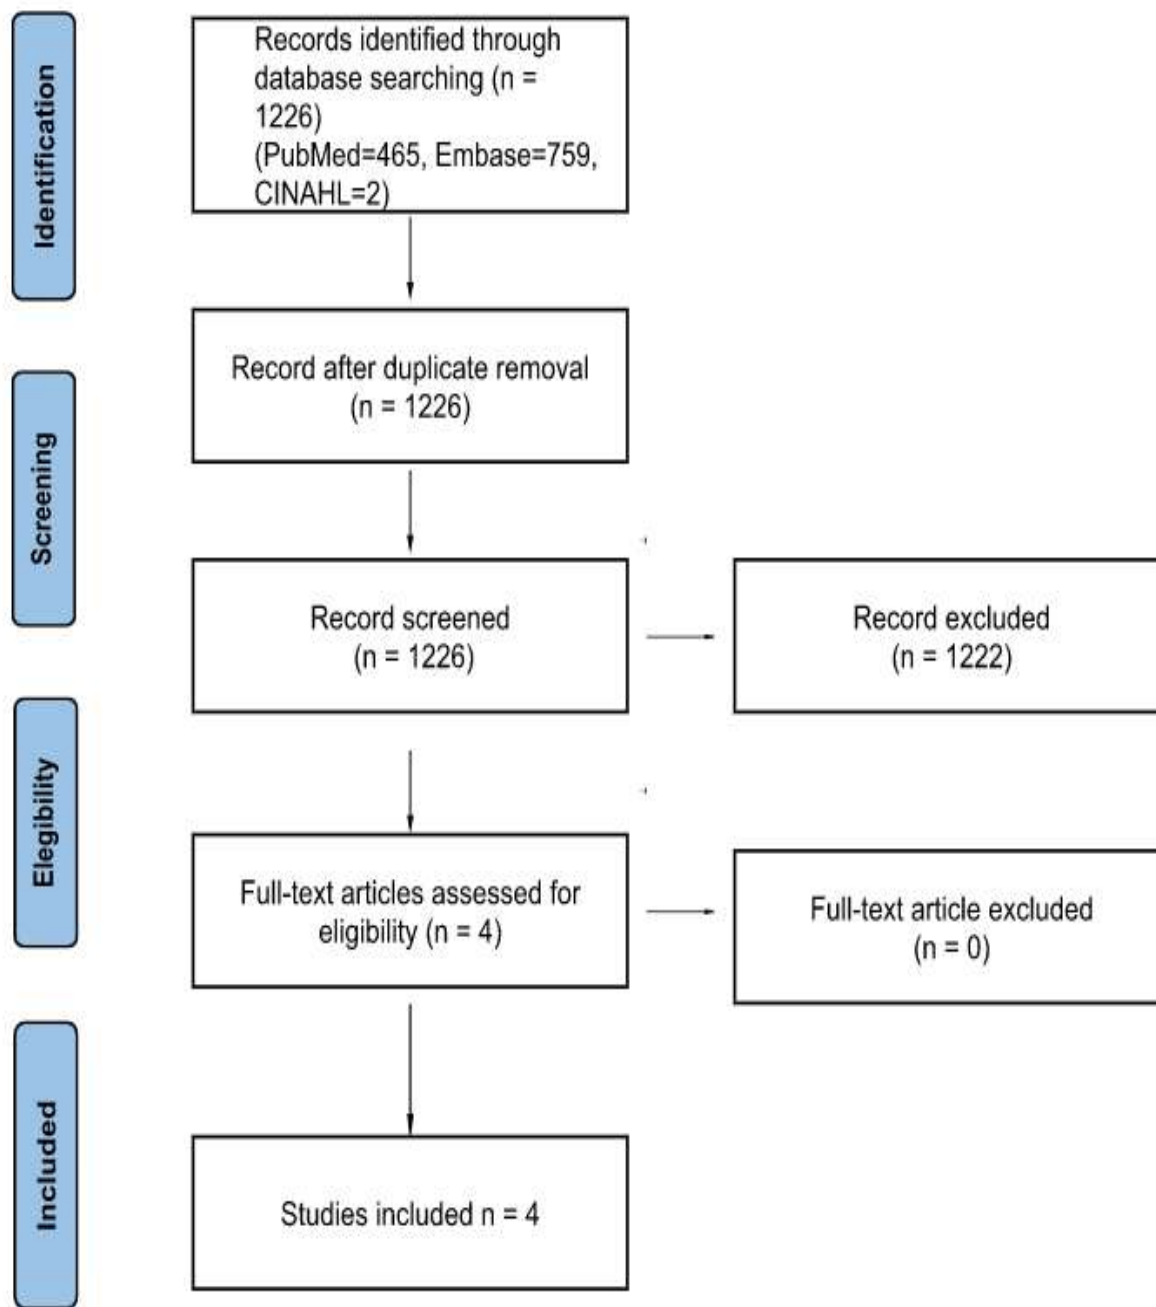 Identification
Records identified through
database searching (n =
1226)
(PubMed=465, Embase=759,
CINAHL=2)
Record after duplicate removal
(n = 1226)
Screening
Record screened
(n = 1226)
Record excluded
(n = 1222)
Elegibility
Full-text articles assessed for
eligibility (n = 4)
Full-text article excluded
(n = 0)
Included
Studies included n = 4